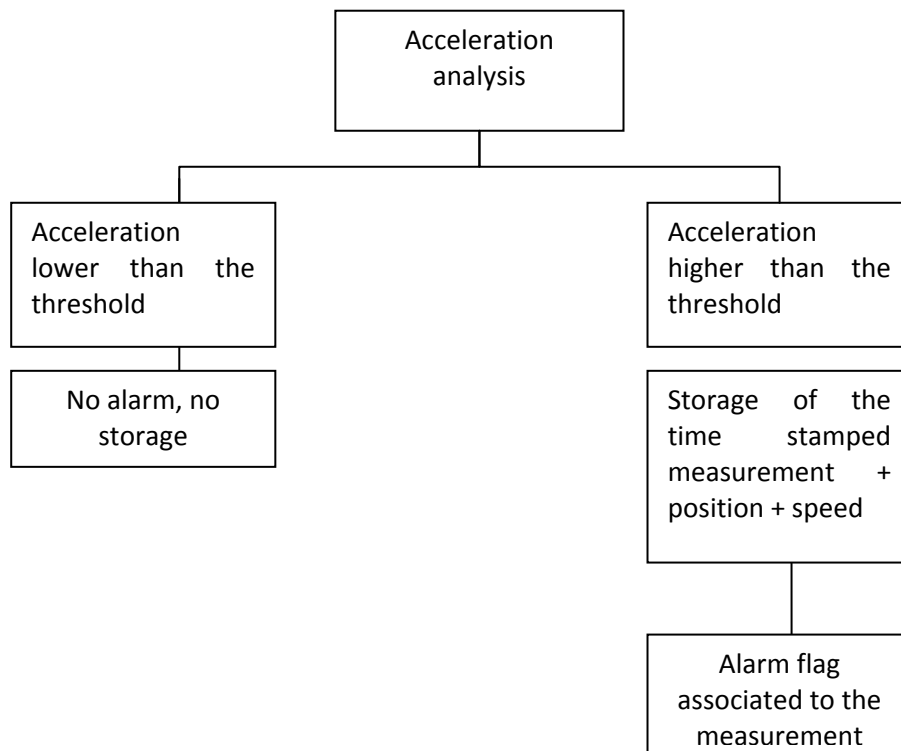 Acceleration
analysis
Acceleration
lower than the
threshold
Acceleration
higher than the
threshold
No alarm, no
storage
Storage of the
time stamped
measurement +
position + speed
Alarm flag
associated to the
measurement